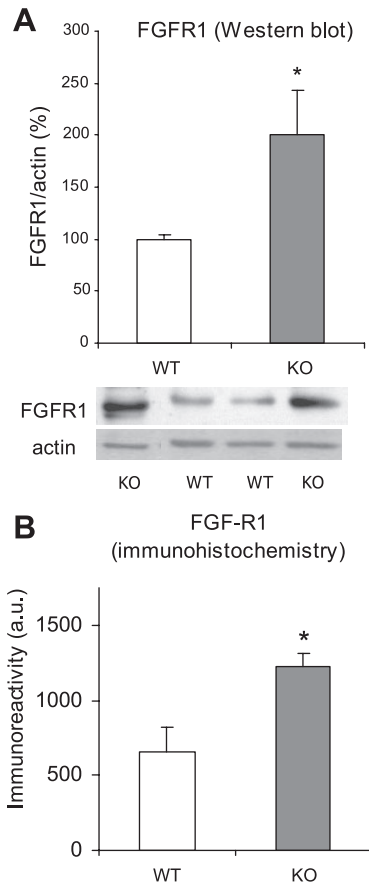 A
FGFR1 (Western blot)
FGFR1/actin (%)
300
250
200
150
100
50
0
*
WT KO
FGFR1
actin
KO WT WT KO
B
FGF-R1
(immunohistochemistry)
Immunoreactivity (a.u.)
1500
1000
500
0
*
WT KO